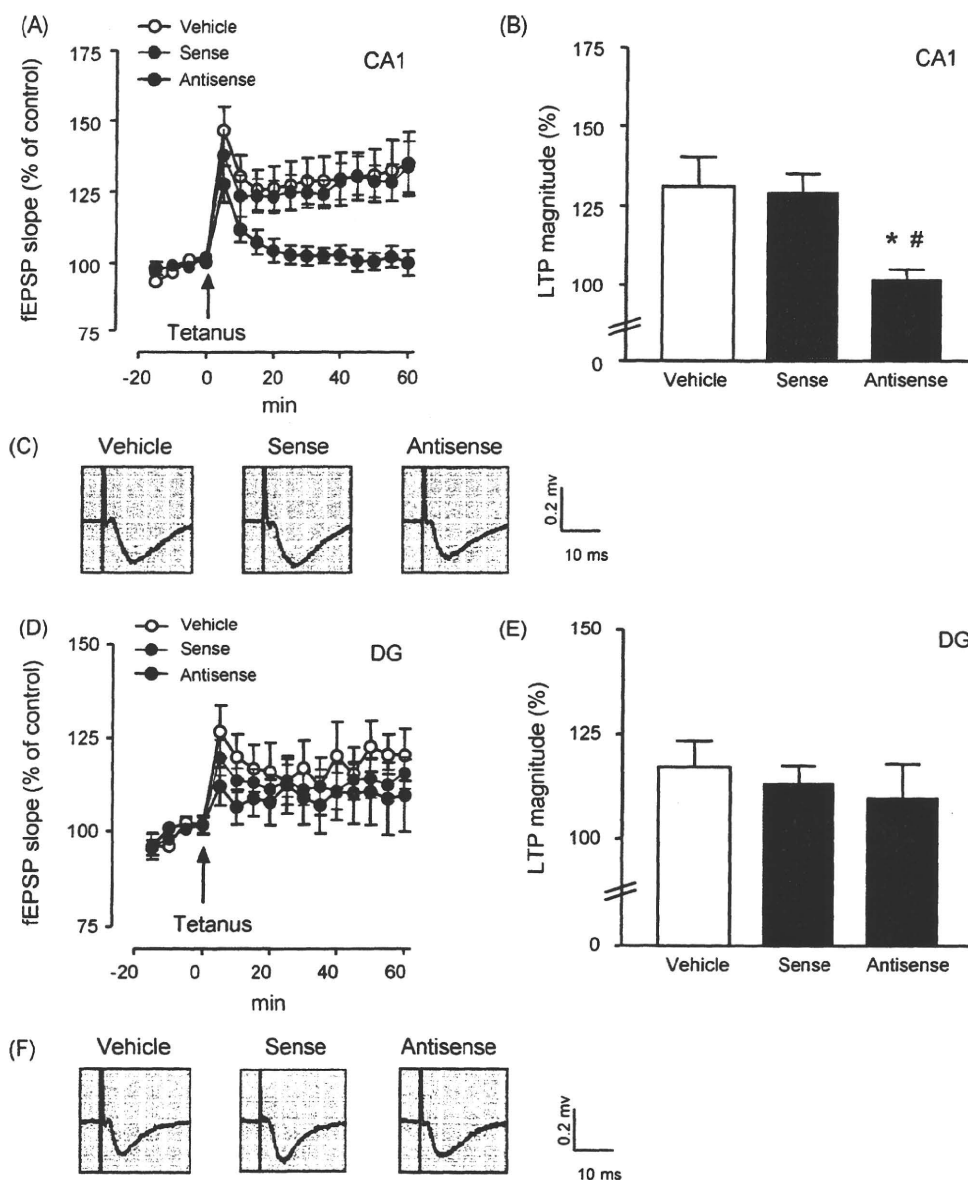 (A)
Vehicle
Sense
Antisense
CA1
fEPSP slope (% of control)
175
150
125
100
75
Tetanus
-20 0 20 40 60
min
(B)
CA1
LTP magnitude (%)
175
150
125
100
0
* #
Vehicle Sense Antisense
(C)
Vehicle Sense Antisense
0.2 mv
10 ms
(D)
Vehicle
Sense
Antisense
DG
fEPSP slope (% of control)
150
125
100
75
Tetanus
-20 0 20 40 60
min
(E)
DG
LTP magnitude (%)
150
125
100
0
Vehicle Sense Antisense
(F)
Vehicle Sense Antisense
0.2 mv
10 ms